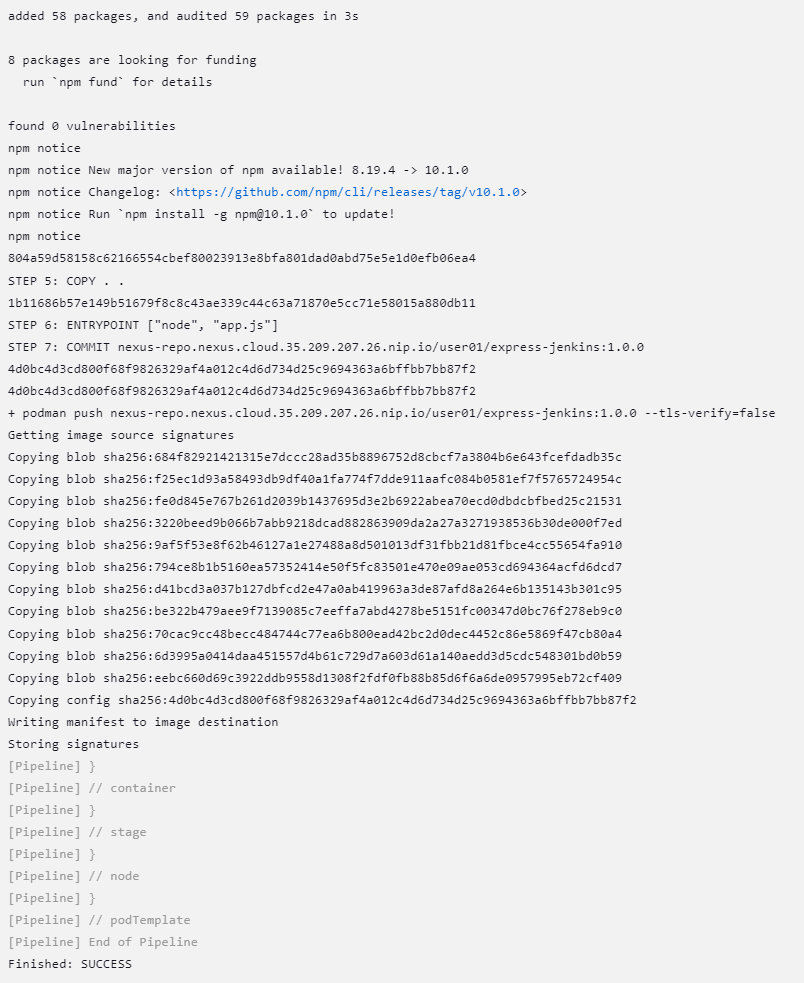 added 58 packages, and audited 59 packages in 3s
8 packages are looking for funding
run `npm fund` for details
found 0 vulnerabilities
npm notice
npm notice New major version of npm available! 8.19.4 -> 10.1.0
npm notice Changelog: <https://github.com/npm/cli/releases/tag/v10.1.0>
npm notice Run `npm install -g npm@10.1.0` to update!
npm notice
804a59d58158c62166554cbef80023913e8bfa801dad0abd75e5e1d0efb06ea4
STEP 5: COPY . .
1b11686b57e149b51679f8c8c43ae339c44c63a71870e5cc71e58015a880db11
STEP 6: ENTRYPOINT ["node", "app.js"]
STEP 7: COMMIT nexus-repo.nexus.cloud.35.209.207.26.nip.io/user01/express-jenkins:1.0.0
4d0bc4d3cd800f68f9826329af4a012c4d6d734d25c9694363a6bffbb7bb87f2
4d0bc4d3cd800f68f9826329af4a012c4d6d734d25c9694363a6bffbb7bb87f2
+ podman push nexus-repo.nexus.cloud.35.209.207.26.nip.io/user01/express-jenkins:1.0.0 --tls-verify=false
Getting image source signatures
Copying blob sha256:684f82921421315e7dccc28ad35b8896752d8cbcf7a3804b6e643fcefdadb35c
Copying blob sha256:f25ec1d93a58493db9df40a1fa774f7dde911aafc084b0581ef7f5765724954c
Copying blob sha256:fe0d845e767b261d2039b1437695d3e2b6922abea70ecd0dbdcbfbed25c21531
Copying blob sha256:3220beed9b066b7abb9218dcad882863909da2a27a3271938536b30de000f7ed
Copying blob sha256:9af5f53e8f62b46127a1e27488a8d501013df31fbb21d81fbce4cc55654fa910
Copying blob sha256:794ce8b1b5160ea57352414e50f5fc83501e470e09ae053cd694364acfd6dcd7
Copying blob sha256:d41bcd3a037b127dbfcd2e47a0ab419963a3de87afd8a264e6b135143b301c95
Copying blob sha256:be322b479aee9f7139085c7eeffa7abd4278be5151fc00347d0bc76f278eb9c0
Copying blob sha256:70cac9cc48becc484744c77ea6b800ead42bc2d0dec4452c86e5869f47cb80a4
Copying blob sha256:6d3995a0414daa451557d4b61c729d7a603d61a140aedd3d5cdc548301bd0b59
Copying blob sha256:eebc660d69c3922ddb9558d1308f2fdf0fb88b85d6f6a6de0957995eb72cf409
Copying config sha256:4d0bc4d3cd800f68f9826329af4a012c4d6d734d25c9694363a6bffbb7bb87f2
Writing manifest to image destination
Storing signatures
[Pipeline] }
[Pipeline] // container
[Pipeline] }
[Pipeline] // stage
[Pipeline] }
[Pipeline] // node
[Pipeline] }
[Pipeline] // podTemplate
[Pipeline] End of Pipeline
Finished: SUCCESS